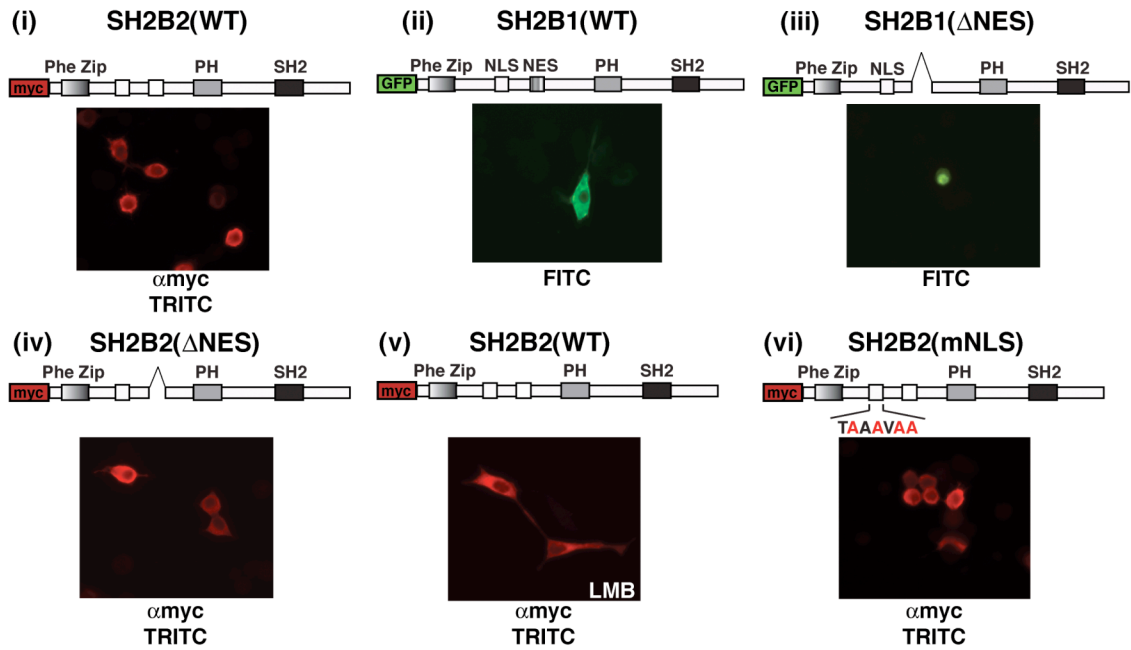 (i) SH2B2(WT)
Phe Zip PH SH2
myc
αmyc
TRITC
(ii) SH2B1(WT)
Phe Zip NLS NES PH SH2
GFP
FITC
(iii) SH2B1(ΔNES)
Phe Zip NLS PH SH2
GFP
FITC
(iv) SH2B2(ΔNES)
Phe Zip PH SH2
myc
αmyc
TRITC
(v) SH2B2(WT)
Phe Zip PH SH2
myc
LMB
αmyc
TRITC
(vi) SH2B2(mNLS)
Phe Zip PH SH2
myc
TAAAVAA
αmyc
TRITC